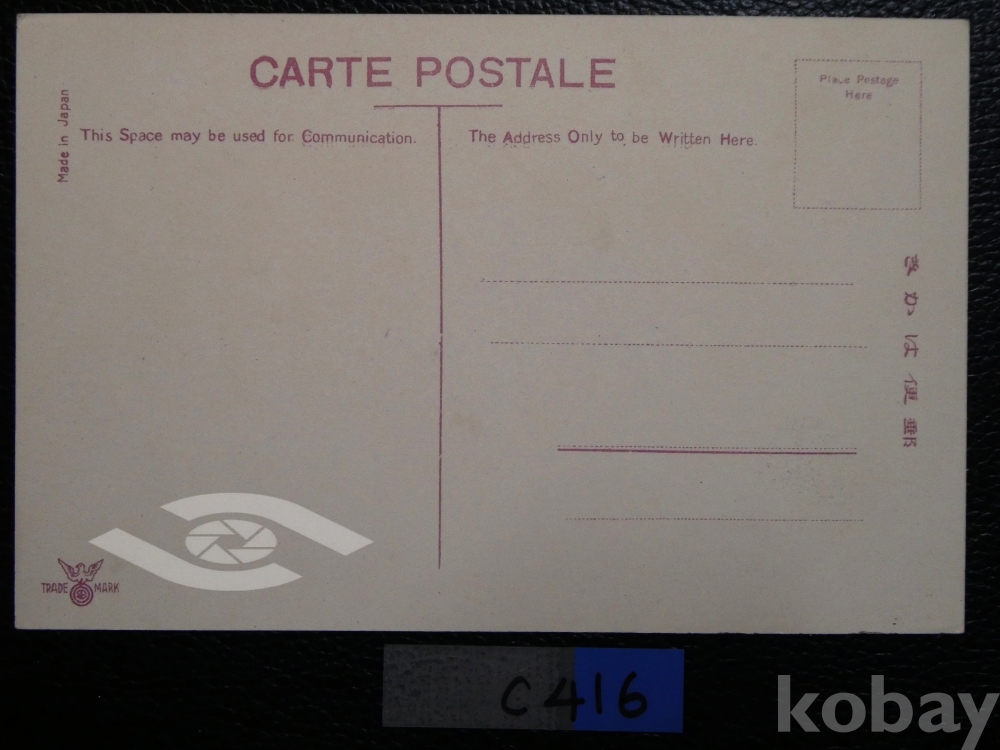 CARTE POSTALE
Place Postage
Here
Made in Japan
This Space may be used for Communication.
The Address Only to be Written Here.
きかは便郵
TRADE MARK
C416
kobay